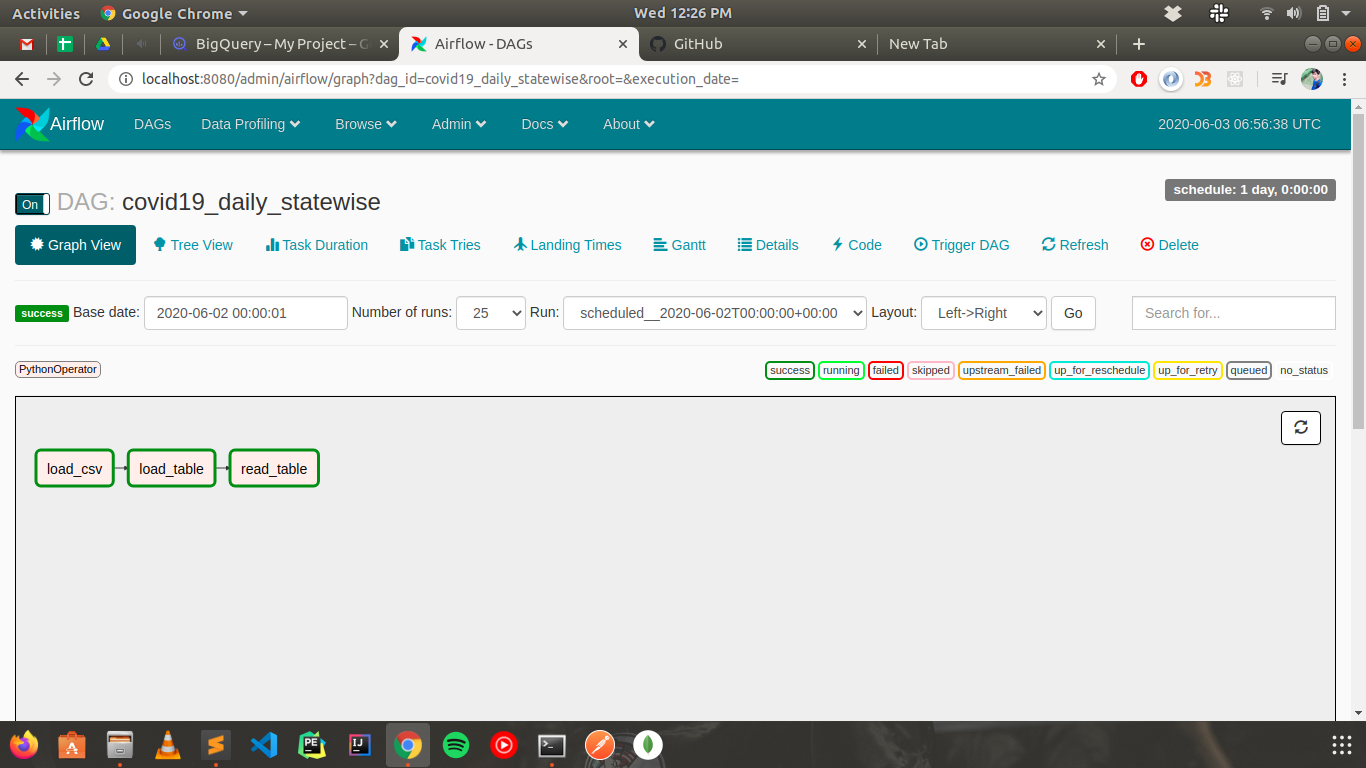 Activities Google Chrome Wed 12:26 PM
BigQuery – My Project – G Airflow - DAGs GitHub New Tab
localhost:8080/admin/airflow/graph?dag_id=covid19_daily_statewise&root=&execution_date=
Airflow DAGs Data Profiling Browse Admin Docs About 2020-06-03 06:56:38 UTC
schedule: 1 day, 0:00:00
On DAG: covid19_daily_statewise
Graph View Tree View Task Duration Task Tries Landing Times Gantt Details Code Trigger DAG Refresh Delete
success Base date: 2020-06-02 00:00:01 Number of runs: 25 Run: scheduled__2020-06-02T00:00:00+00:00 Layout: Left->Right Go Search for...
PythonOperator success running failed skipped upstream_failed up_for_reschedule up_for_retry queued no_status
load_csv load_table read_table